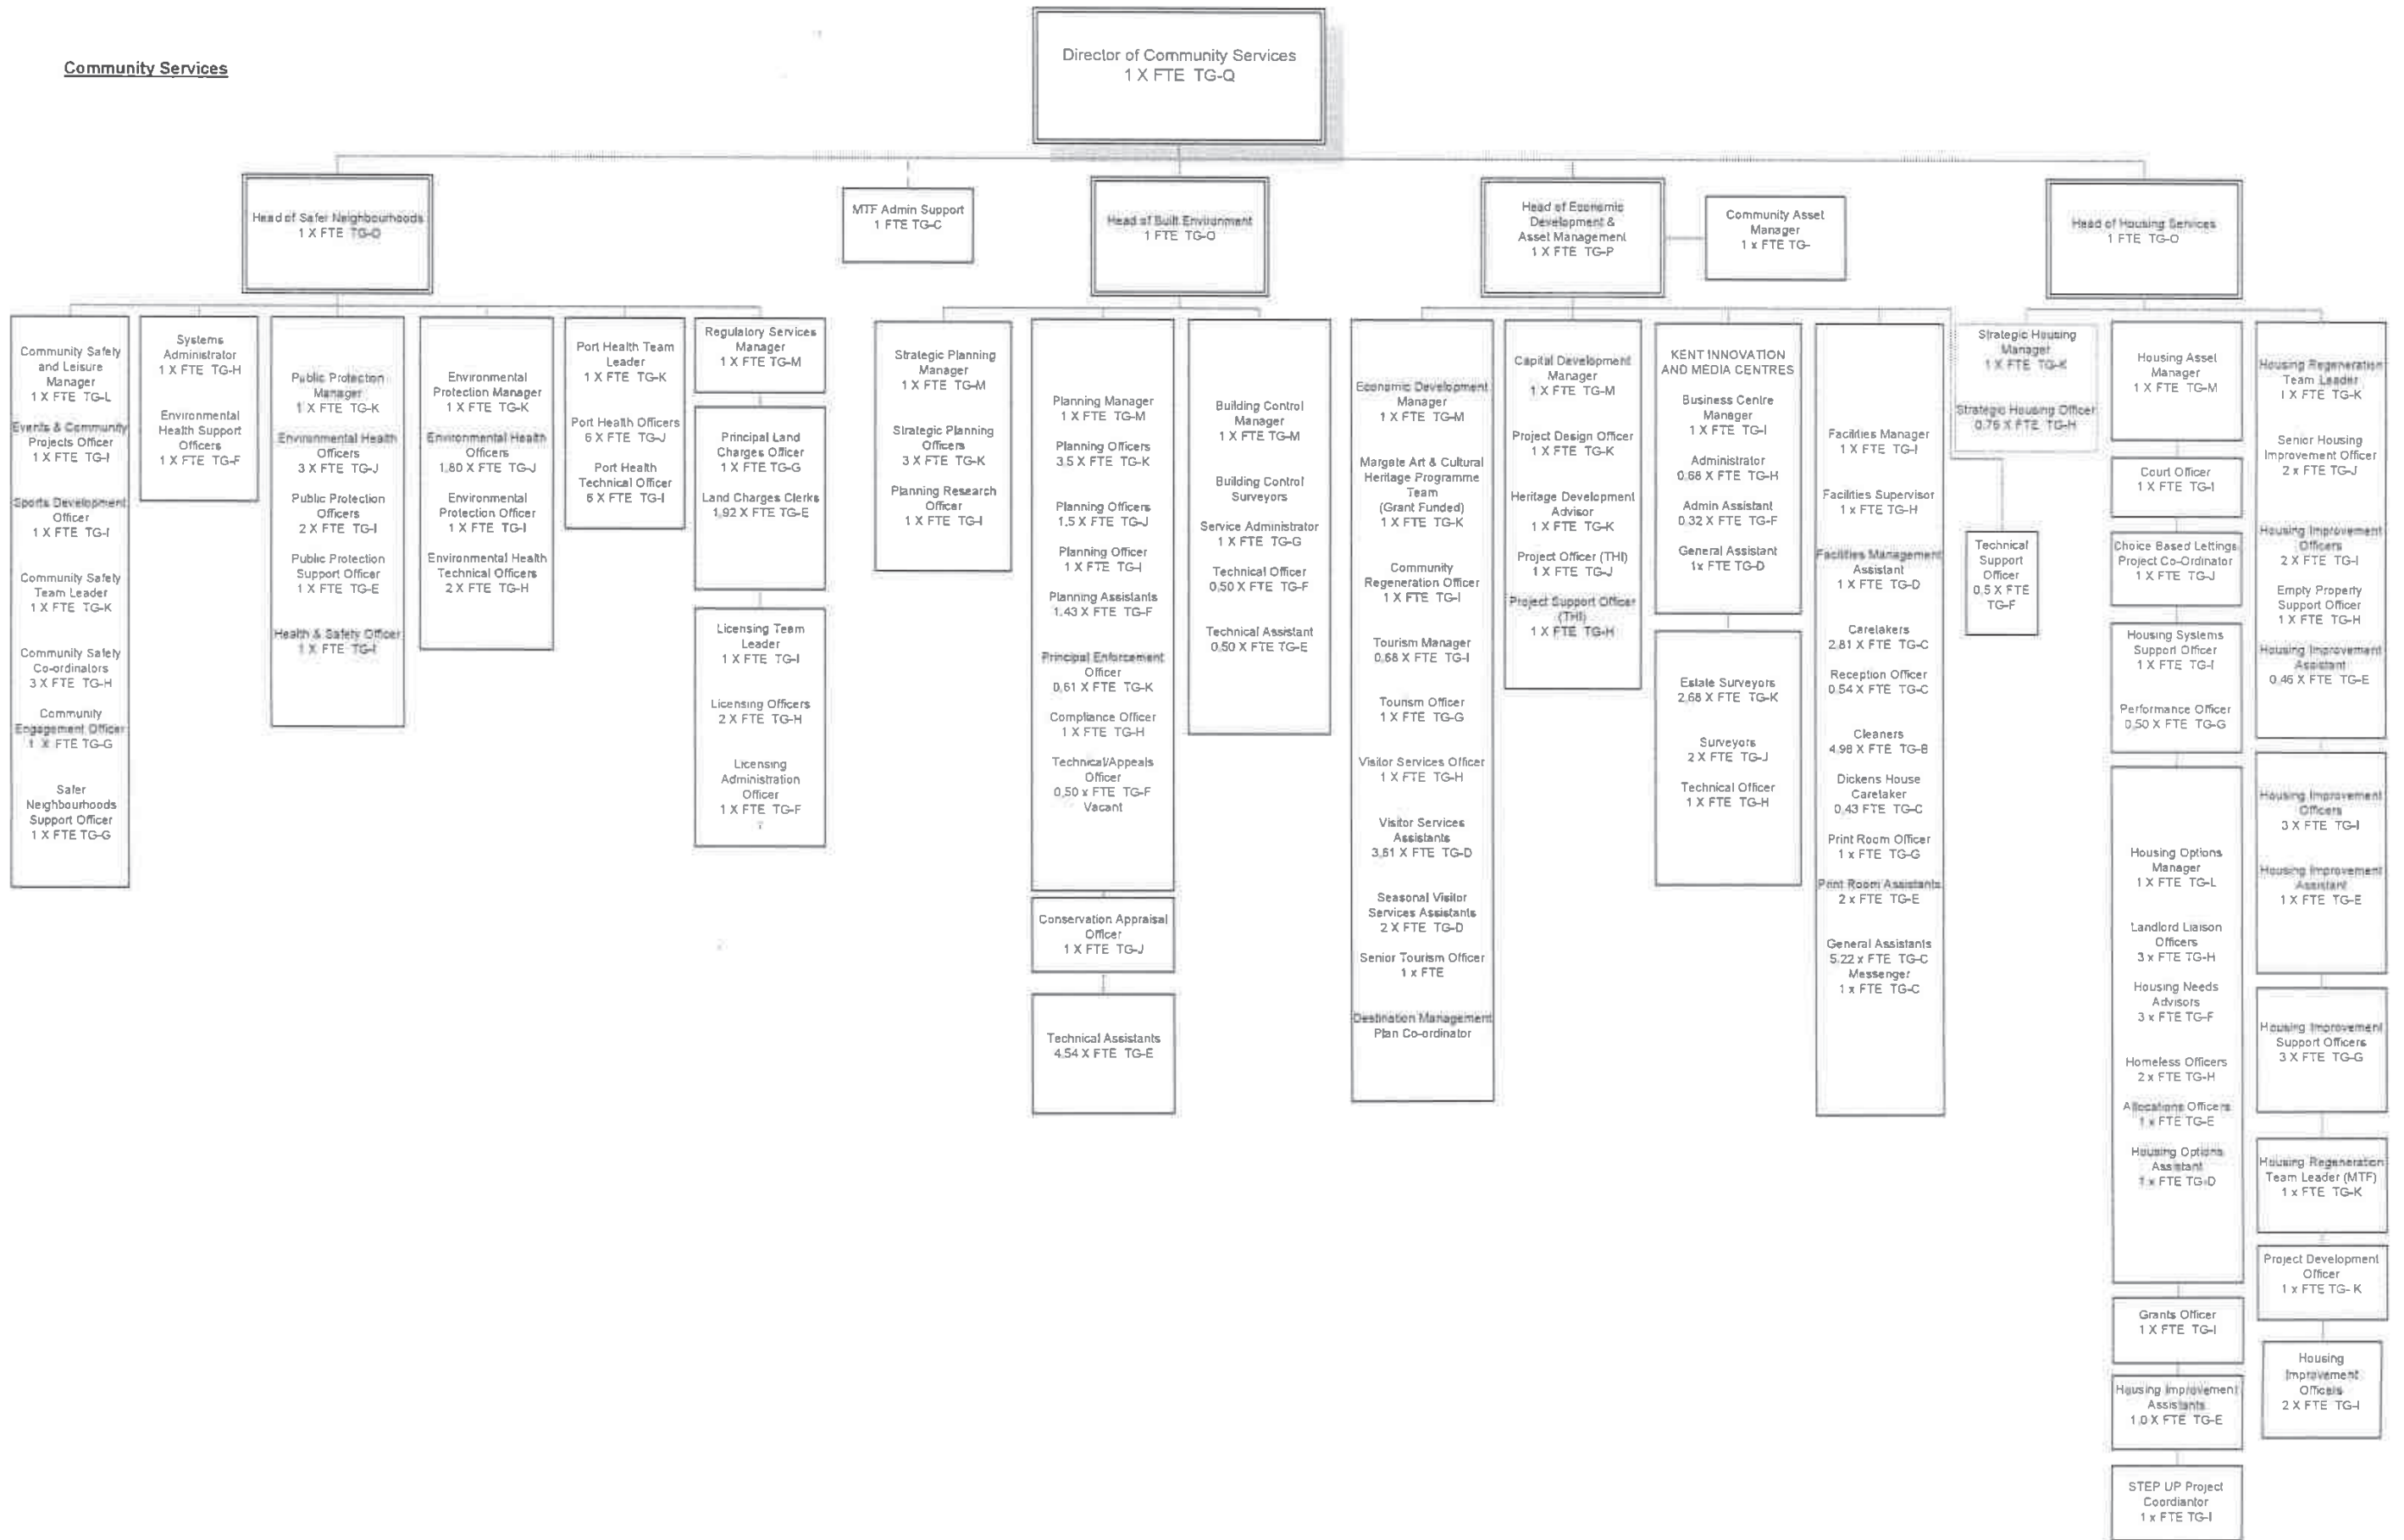 Community Services
Director of Community Services
1 X FTE TG-Q
Head of Safer Neighbourhoods
1 X FTE TG-O
MTF Admin Support
1 FTE TG-C
Head of Built Environment
1 FTE TG-O
Head of Economic
Development &
Asset Management
1 X FTE TG-P
Community Asset
Manager
1 x FTE TG-
Head of Housing Services
1 FTE TG-O
Community Safety
and Leisure
Manager
1 X FTE TG-L
Events & Community
Projects Officer
1 X FTE TG-I
Sports Development
Officer
1 X FTE TG-I
Community Safety
Team Leader
1 X FTE TG-K
Community Safety
Co-ordinators
3 X FTE TG-H
Community
Engagement Officer
1 X FTE TG-G
Safer
Neighbourhoods
Support Officer
1 X FTE TG-G
Systems
Administrator
1 X FTE TG-H
Environmental
Health Support
Officers
1 X FTE TG-F
Public Protection
Manager
1 X FTE TG-K
Environmental Health
Officers
3 X FTE TG-J
Public Protection
Officers
2 X FTE TG-I
Public Protection
Support Officer
1 X FTE TG-E
Health & Safety Officer
1 X FTE TG-I
Environmental
Protection Manager
1 X FTE TG-K
Environmental Health
Officers
1.80 X FTE TG-J
Environmental
Protection Officer
1 X FTE TG-I
Environmental Health
Technical Officers
2 X FTE TG-H
Port Health Team
Leader
1 X FTE TG-K
Port Health Officers
6 X FTE TG-J
Port Health
Technical Officer
6 X FTE TG-I
Regulatory Services
Manager
1 X FTE TG-M
Principal Land
Charges Officer
1 X FTE TG-G
Land Charges Clerks
1.92 X FTE TG-E
Licensing Team
Leader
1 X FTE TG-I
Licensing Officers
2 X FTE TG-H
Licensing
Administration
Officer
1 X FTE TG-F
Strategic Planning
Manager
1 X FTE TG-M
Strategic Planning
Officers
3 X FTE TG-K
Planning Research
Officer
1 X FTE TG-I
Planning Manager
1 X FTE TG-M
Planning Officers
3.5 X FTE TG-K
Planning Officers
1.5 X FTE TG-J
Planning Officer
1 X FTE TG-I
Planning Assistants
1.43 X FTE TG-F
Principal Enforcement
Officer
0.61 X FTE TG-K
Compliance Officer
1 X FTE TG-H
Technical/Appeals
Officer
0.50 x FTE TG-F
Vacant
Conservation Appraisal
Officer
1 X FTE TG-J
Technical Assistants
4.54 X FTE TG-E
Building Control
Manager
1 X FTE TG-M
Building Control
Surveyors
Service Administrator
1 X FTE TG-G
Technical Officer
0.50 X FTE TG-F
Technical Assistant
0.50 X FTE TG-E
Economic Development
Manager
1 X FTE TG-M
Margate Art & Cultural
Heritage Programme
Team
(Grant Funded)
1 X FTE TG-K
Community
Regeneration Officer
1 X FTE TG-I
Tourism Manager
0.68 X FTE TG-I
Tourism Officer
1 X FTE TG-G
Visitor Services Officer
1 X FTE TG-H
Visitor Services
Assistants
3.61 X FTE TG-D
Seasonal Visitor
Services Assistants
2 X FTE TG-D
Senior Tourism Officer
1 x FTE
Destination Management
Plan Co-ordinator
Capital Development
Manager
1 X FTE TG-M
Project Design Officer
1 X FTE TG-K
Heritage Development
Advisor
1 X FTE TG-K
Project Officer (THI)
1 X FTE TG-J
Project Support Officer
(THI)
1 X FTE TG-H
KENT INNOVATION
AND MEDIA CENTRES
Business Centre
Manager
1 X FTE TG-I
Administrator
0.68 X FTE TG-H
Admin Assistant
0.32 X FTE TG-F
General Assistant
1x FTE TG-D
Estate Surveyors
2.68 X FTE TG-K
Surveyors
2 X FTE TG-J
Technical Officer
1 X FTE TG-H
Facilities Manager
1 X FTE TG-I
Facilities Supervisor
1 x FTE TG-H
Facilities Management
Assistant
1 X FTE TG-D
Caretakers
2.81 X FTE TG-C
Reception Officer
0.54 X FTE TG-C
Cleaners
4.98 X FTE TG-B
Dickens House
Caretaker
0.43 FTE TG-C
Print Room Officer
1 x FTE TG-G
Print Room Assistants
2 x FTE TG-E
General Assistants
5.22 x FTE TG-C
Messenger
1 x FTE TG-C
Technical
Support
Officer
0.5 X FTE
TG-F
Strategic Housing
Manager
1 X FTE TG-K
Strategic Housing Officer
0.76 X FTE TG-H
Housing Asset
Manager
1 X FTE TG-M
Court Officer
1 X FTE TG-I
Choice Based Lettings
Project Co-Ordinator
1 X FTE TG-J
Housing Systems
Support Officer
1 X FTE TG-I
Performance Officer
0.50 X FTE TG-G
Housing Options
Manager
1 X FTE TG-L
Landlord Liaison
Officers
3 x FTE TG-H
Housing Needs
Advisors
3 x FTE TG-F
Homeless Officers
2 x FTE TG-H
Allocations Officers
1 x FTE TG-E
Housing Options
Assistant
1 x FTE TG-D
Grants Officer
1 X FTE TG-I
Housing Improvement
Assistants
1.0 X FTE TG-E
STEP UP Project
Coordiantor
1 x FTE TG-I
Housing Regeneration
Team Leader
1 X FTE TG-K
Senior Housing
Improvement Officer
2 x FTE TG-J
Housing Improvement
Officers
2 X FTE TG-I
Empty Property
Support Officer
1 X FTE TG-H
Housing Improvement
Assistant
0.46 X FTE TG-E
Housing Improvement
Officers
3 X FTE TG-I
Housing Improvement
Assistant
1 X FTE TG-E
Housing Improvement
Support Officers
3 X FTE TG-G
Housing Regeneration
Team Leader (MTF)
1 x FTE TG-K
Project Development
Officer
1 x FTE TG- K
Housing
Improvement
Officers
2 X FTE TG-I